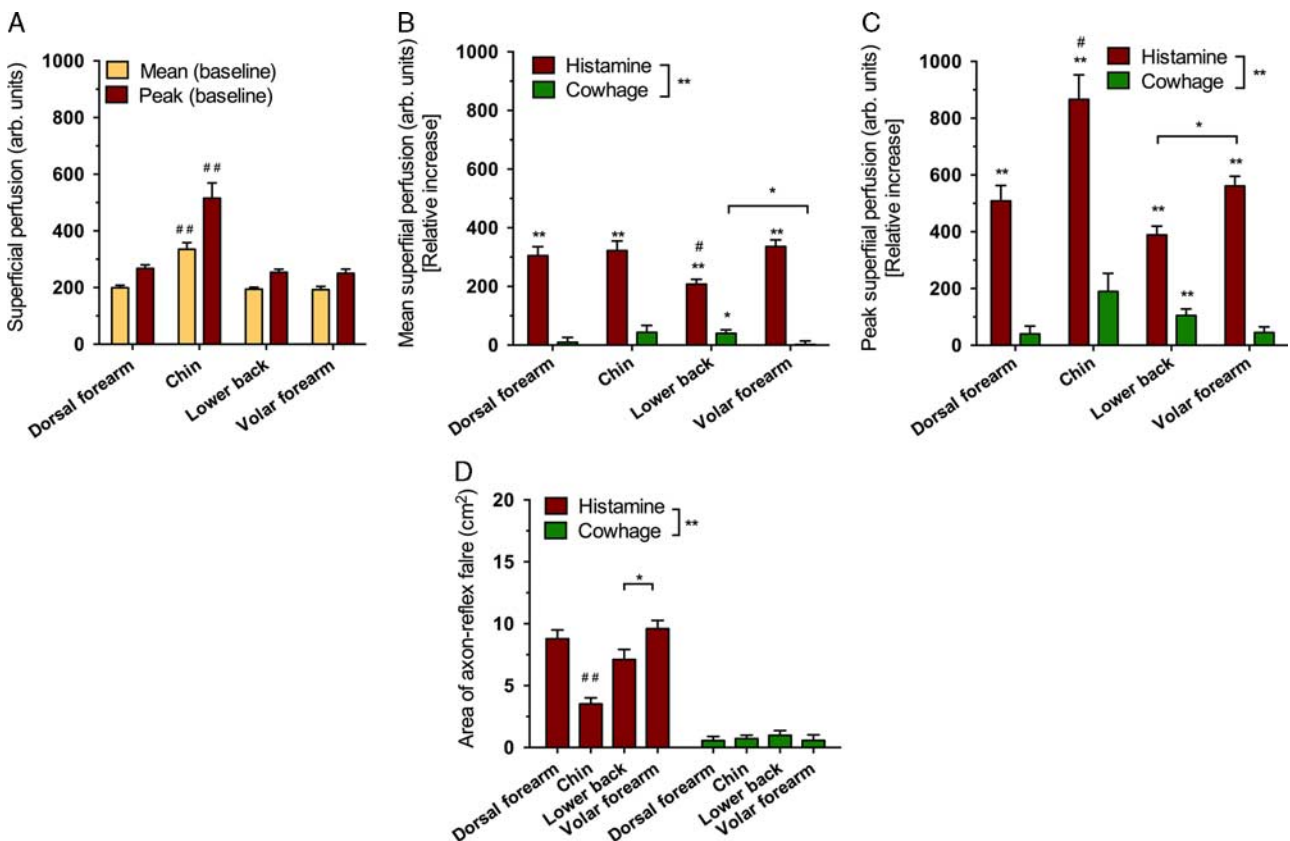 A
Superficial perfusion (arb. units)
1000
800
600
400
200
0
Mean (baseline)
Peak (baseline)
##
##
Dorsal forearm
Chin
Lower back
Volar forearm
B
Mean superfiial perfusion (arb. units)
[Relative increase]
1000
800
600
400
200
0
Histamine
Cowhage
**
**
**
#
**
*
*
**
Dorsal forearm
Chin
Lower back
Volar forearm
C
Peak superfiial perfusion (arb. units)
[Relative increase]
1000
800
600
400
200
0
Histamine
Cowhage
**
**
#
**
*
**
**
**
Dorsal forearm
Chin
Lower back
Volar forearm
D
Area of axon-reflex falre (cm²)
20
15
10
5
0
Histamine
Cowhage
**
##
*
Dorsal forearm
Chin
Lower back
Volar forearm
Dorsal forearm
Chin
Lower back
Volar forearm